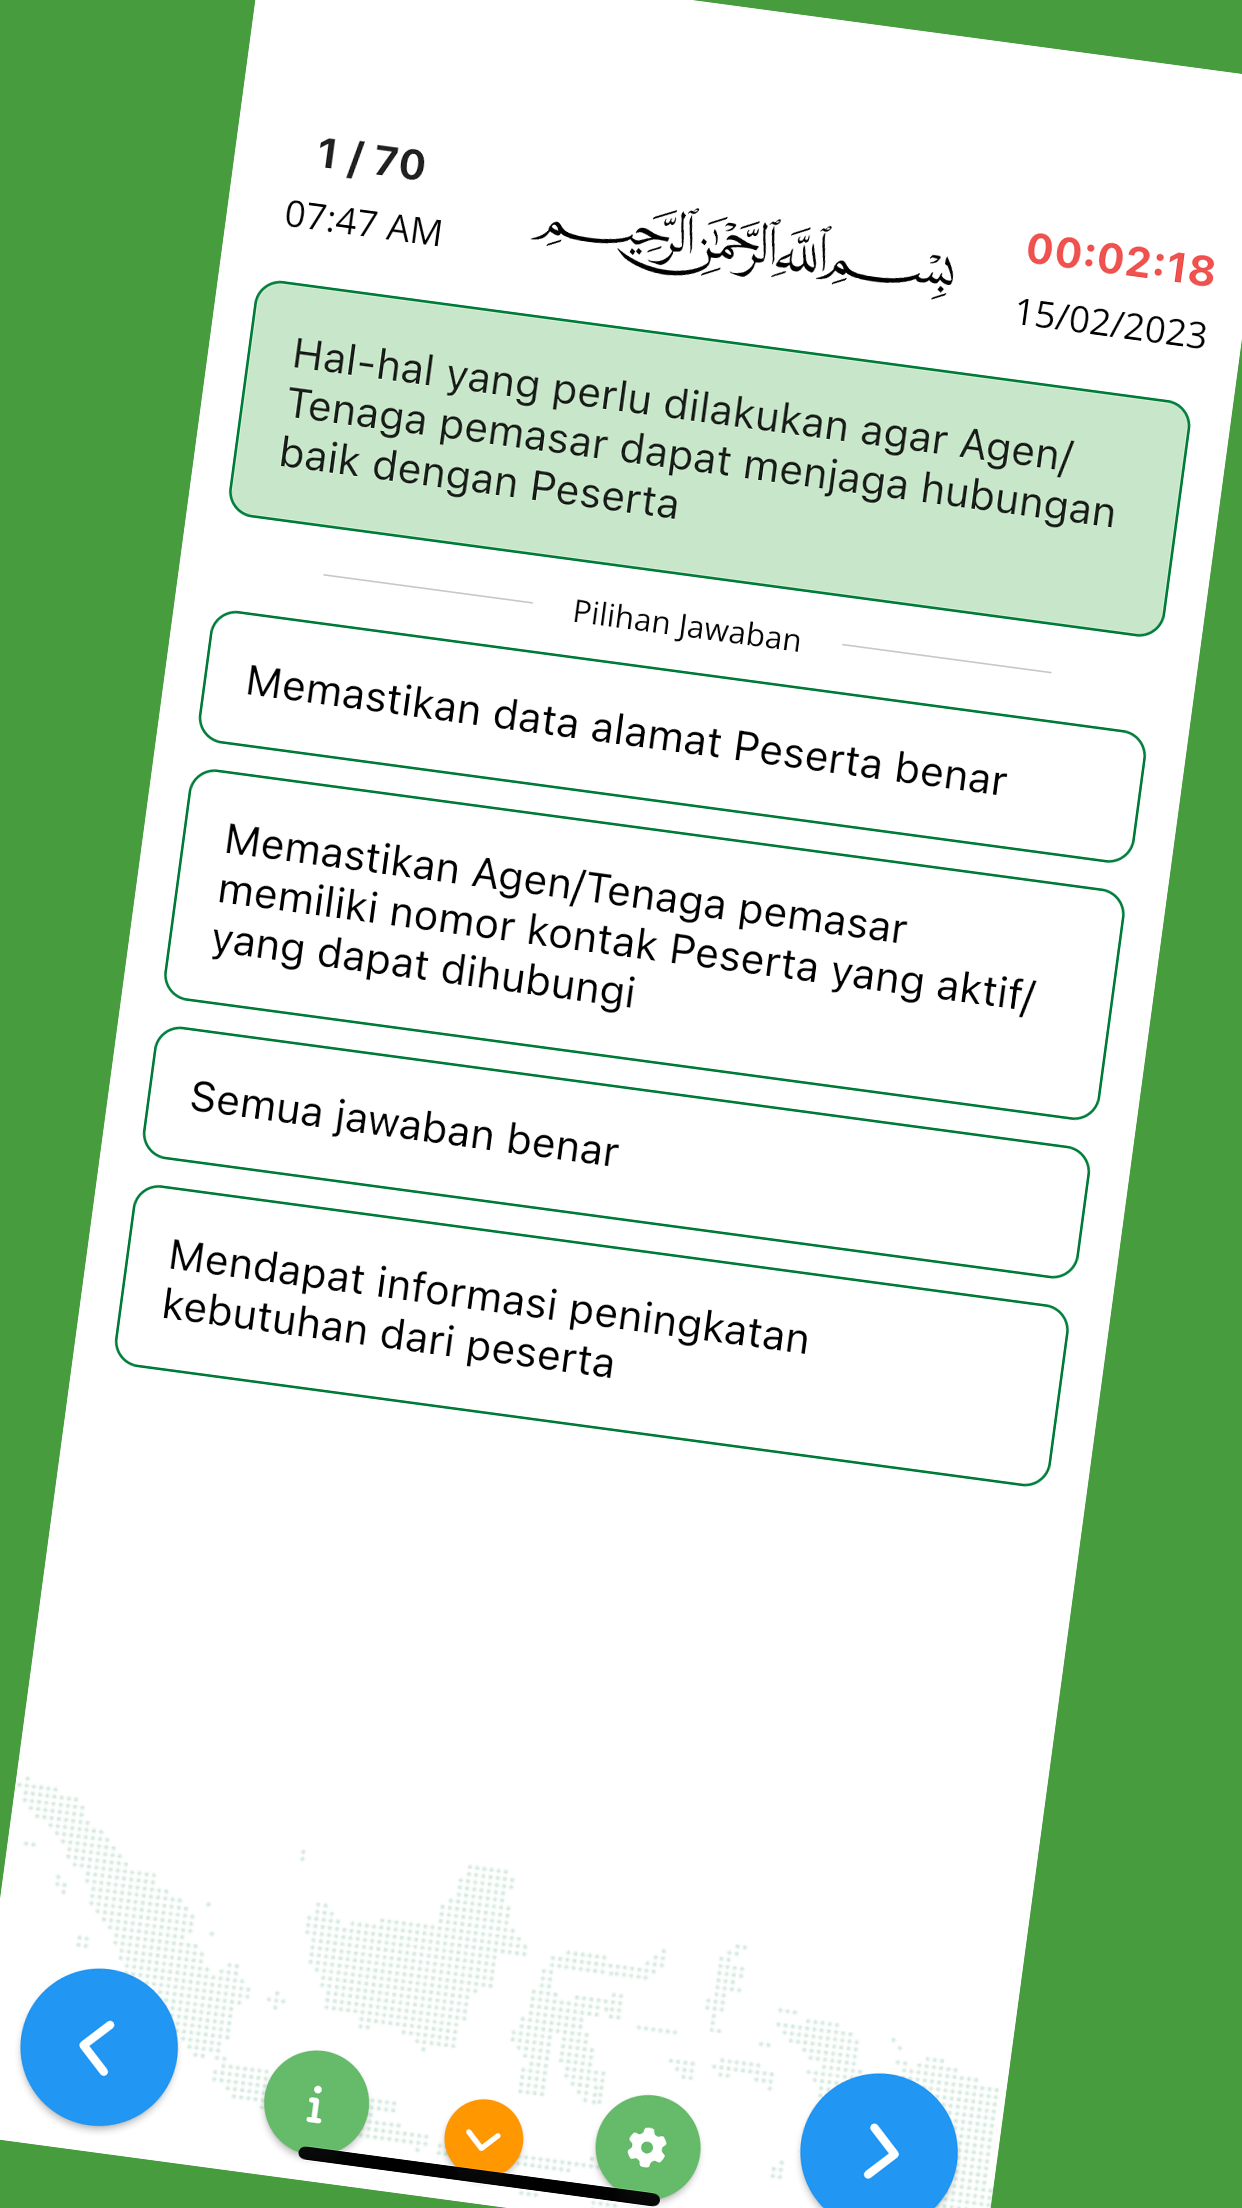 1 / 70
07:47 AM
بِسْمِ اللَّهِ الرَّحْمَٰنِ الرَّحِيمِ
00:02:18
15/02/2023
Hal-hal yang perlu dilakukan agar Agen/
Tenaga pemasar dapat menjaga hubungan
baik dengan Peserta
Pilihan Jawaban
Memastikan data alamat Peserta benar
Memastikan Agen/Tenaga pemasar
memiliki nomor kontak Peserta yang aktif/
yang dapat dihubungi
Semua jawaban benar
Mendapat informasi peningkatan
kebutuhan dari peserta